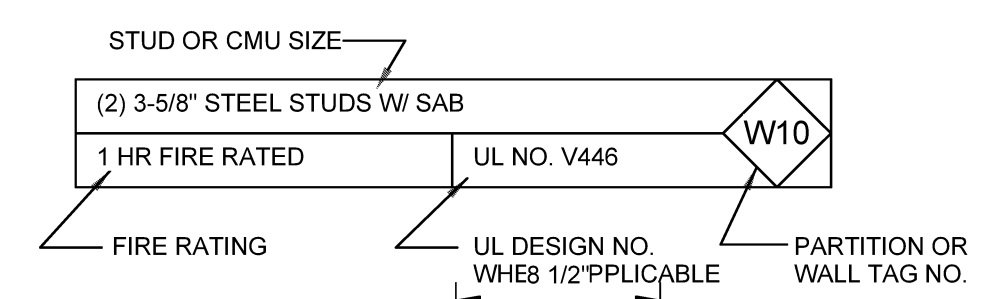 STUD OR CMU SIZE
(2) 3-5/8" STEEL STUDS W/ SAB
W10
1 HR FIRE RATED
UL NO. V446
FIRE RATING
UL DESIGN NO.
WHE8 1/2"PPLICABLE
PARTITION OR
WALL TAG NO.